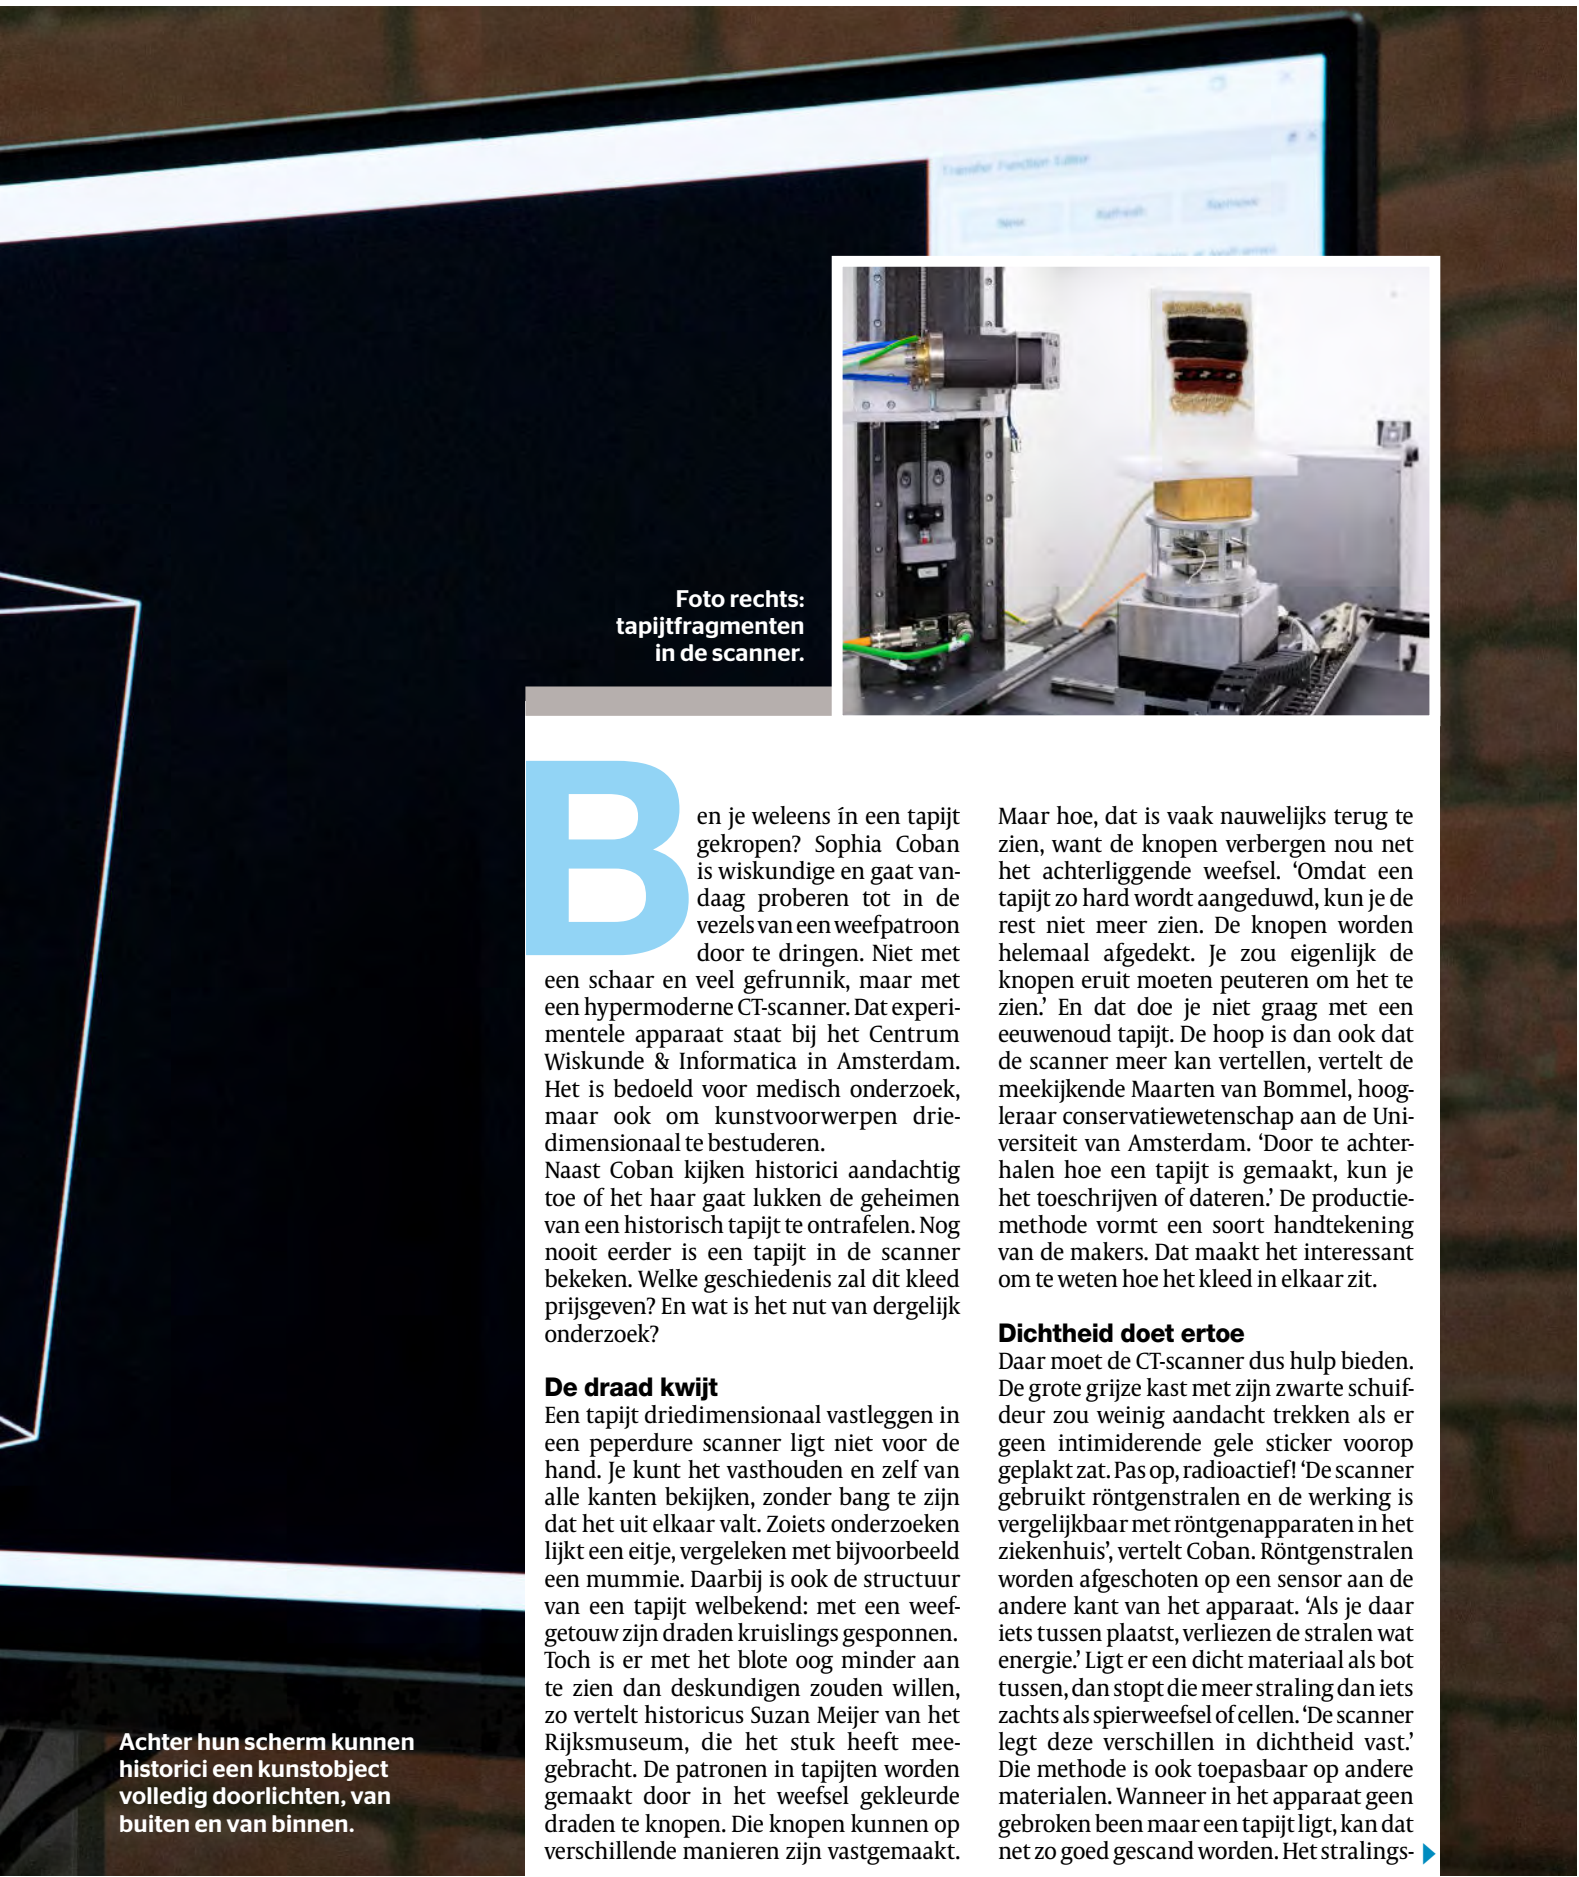 Transfer Function Editor
New
Refresh
Remove
Foto rechts:
tapijtfragmenten
in de scanner.
Ben je weleens ín een tapijt
gekropen? Sophia Coban
is wiskundige en gaat van-
daag proberen tot in de
vezels van een weefpatroon
door te dringen. Niet met
een schaar en veel gefrunnik, maar met
een hypermoderne CT-scanner. Dat experi-
mentele apparaat staat bij het Centrum
Wiskunde & Informatica in Amsterdam.
Het is bedoeld voor medisch onderzoek,
maar ook om kunstvoorwerpen drie-
dimensionaal te bestuderen.
Naast Coban kijken historici aandachtig
toe of het haar gaat lukken de geheimen
van een historisch tapijt te ontrafelen. Nog
nooit eerder is een tapijt in de scanner
bekeken. Welke geschiedenis zal dit kleed
prijsgeven? En wat is het nut van dergelijk
onderzoek?
De draad kwijt
Een tapijt driedimensionaal vastleggen in
een peperdure scanner ligt niet voor de
hand. Je kunt het vasthouden en zelf van
alle kanten bekijken, zonder bang te zijn
dat het uit elkaar valt. Zoiets onderzoeken
lijkt een eitje, vergeleken met bijvoorbeeld
een mummie. Daarbij is ook de structuur
van een tapijt welbekend: met een weef-
getouw zijn draden kruislings gesponnen.
Toch is er met het blote oog minder aan
te zien dan deskundigen zouden willen,
zo vertelt historicus Suzan Meijer van het
Rijksmuseum, die het stuk heeft mee-
gebracht. De patronen in tapijten worden
gemaakt door in het weefsel gekleurde
draden te knopen. Die knopen kunnen op
verschillende manieren zijn vastgemaakt.
Maar hoe, dat is vaak nauwelijks terug te
zien, want de knopen verbergen nou net
het achterliggende weefsel. ‘Omdat een
tapijt zo hard wordt aangeduwd, kun je de
rest niet meer zien. De knopen worden
helemaal afgedekt. Je zou eigenlijk de
knopen eruit moeten peuteren om het te
zien.’ En dat doe je niet graag met een
eeuwenoud tapijt. De hoop is dan ook dat
de scanner meer kan vertellen, vertelt de
meekijkende Maarten van Bommel, hoog-
leraar conservatiewetenschap aan de Uni-
versiteit van Amsterdam. ‘Door te achter-
halen hoe een tapijt is gemaakt, kun je
het toeschrijven of dateren.’ De productie-
methode vormt een soort handtekening
van de makers. Dat maakt het interessant
om te weten hoe het kleed in elkaar zit.
Dichtheid doet ertoe
Daar moet de CT-scanner dus hulp bieden.
De grote grijze kast met zijn zwarte schuif-
deur zou weinig aandacht trekken als er
geen intimiderende gele sticker voorop
geplakt zat. Pas op, radioactief! ‘De scanner
gebruikt röntgenstralen en de werking is
vergelijkbaar met röntgenapparaten in het
ziekenhuis’, vertelt Coban. Röntgenstralen
worden afgeschoten op een sensor aan de
andere kant van het apparaat. ‘Als je daar
iets tussen plaatst, verliezen de stralen wat
energie.’ Ligt er een dicht materiaal als bot
tussen, dan stopt die meer straling dan iets
zachts als spierweefsel of cellen. ‘De scanner
legt deze verschillen in dichtheid vast.’
Die methode is ook toepasbaar op andere
materialen. Wanneer in het apparaat geen
gebroken been maar een tapijt ligt, kan dat
net zo goed gescand worden. Het stralings-
Achter hun scherm kunnen
historici een kunstobject
volledig doorlichten, van
buiten en van binnen.